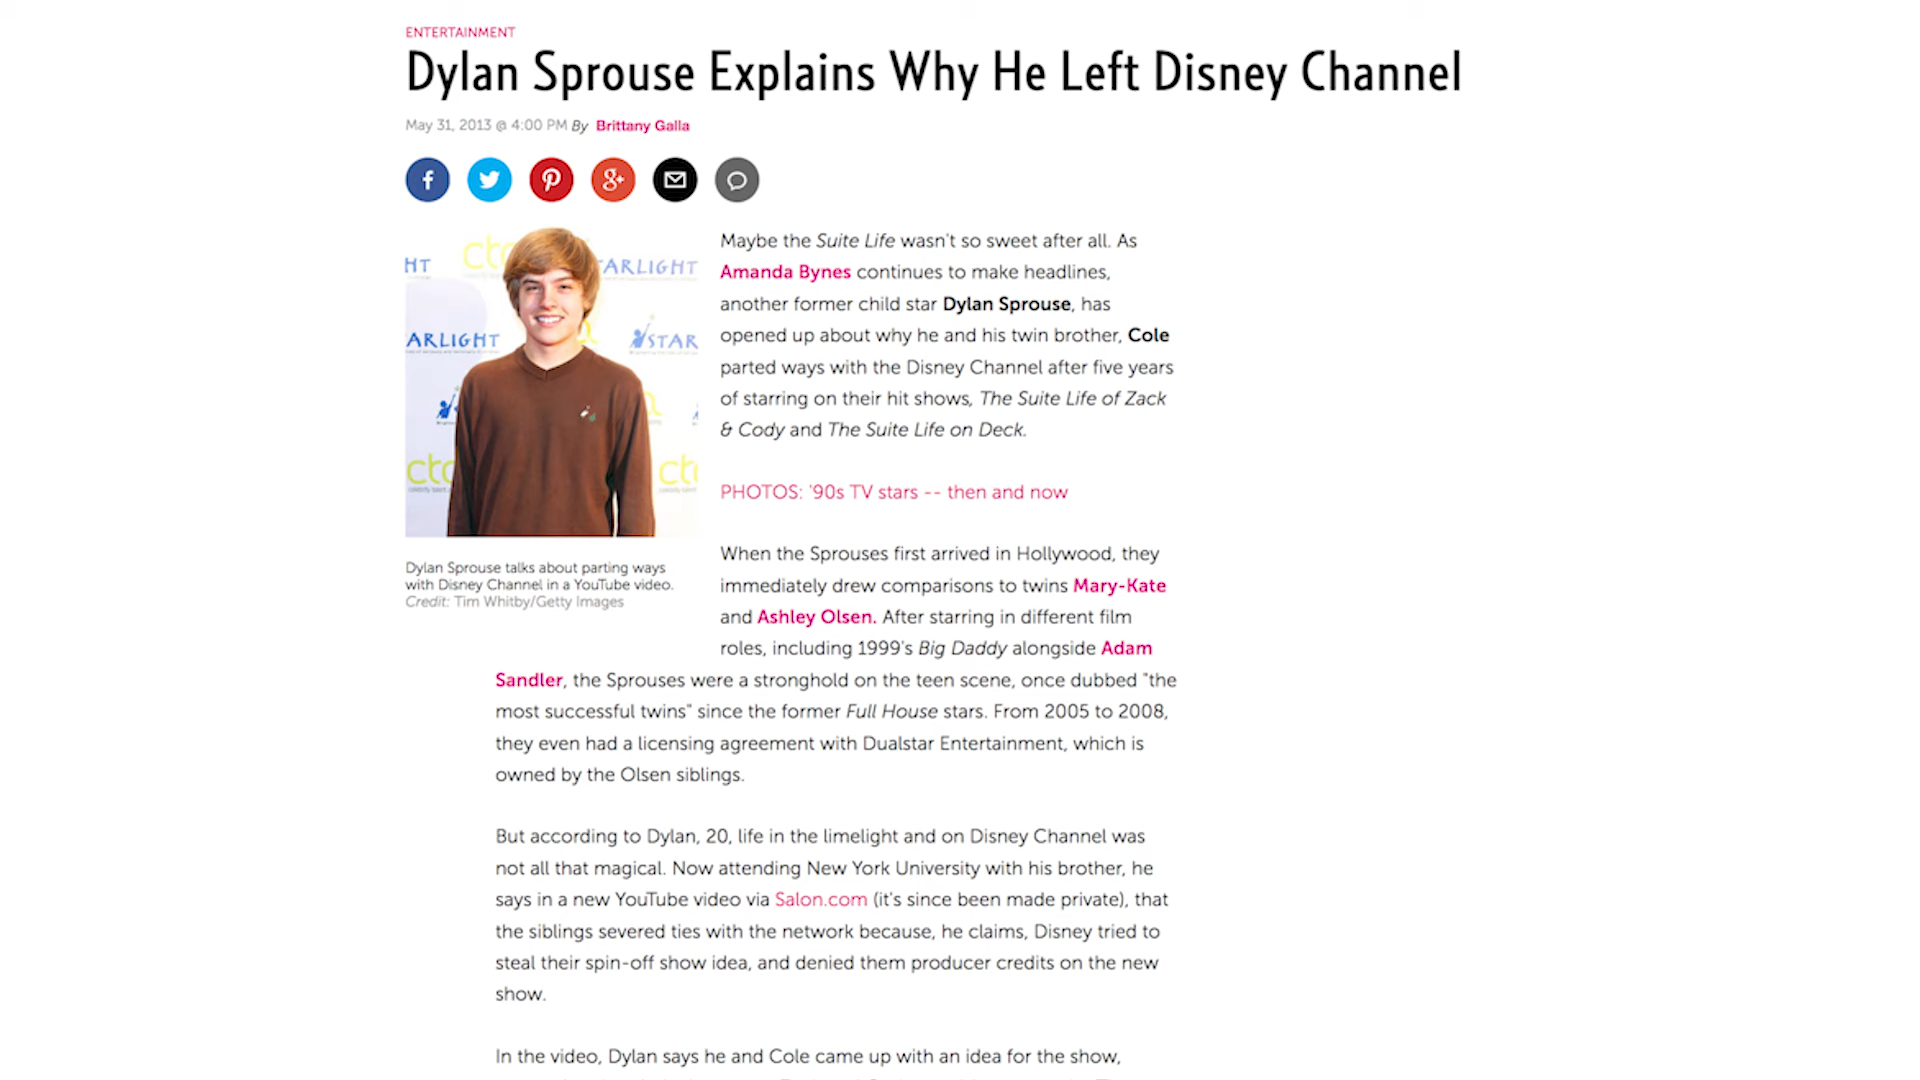 ENTERTAINMENT
Dylan Sprouse Explains Why He Left Disney Channel
May 31, 2013 @ 4:00 PM By Brittany Galla
HT
ctc
STARLIGHT
ARLIGHT
STAR
ctc
ctc
Dylan Sprouse talks about parting ways
with Disney Channel in a YouTube video.
Credit: Tim Whitby/Getty Images
Maybe the Suite Life wasn't so sweet after all. As
Amanda Bynes continues to make headlines,
another former child star Dylan Sprouse, has
opened up about why he and his twin brother, Cole
parted ways with the Disney Channel after five years
of starring on their hit shows, The Suite Life of Zack
& Cody and The Suite Life on Deck.
PHOTOS: '90s TV stars -- then and now
When the Sprouses first arrived in Hollywood, they
immediately drew comparisons to twins Mary-Kate
and Ashley Olsen. After starring in different film
roles, including 1999's Big Daddy alongside Adam
Sandler, the Sprouses were a stronghold on the teen scene, once dubbed "the
most successful twins" since the former Full House stars. From 2005 to 2008,
they even had a licensing agreement with Dualstar Entertainment, which is
owned by the Olsen siblings.
But according to Dylan, 20, life in the limelight and on Disney Channel was
not all that magical. Now attending New York University with his brother, he
says in a new YouTube video via Salon.com (it's since been made private), that
the siblings severed ties with the network because, he claims, Disney tried to
steal their spin-off show idea, and denied them producer credits on the new
show.
In the video, Dylan says he and Cole came up with an idea for the show,